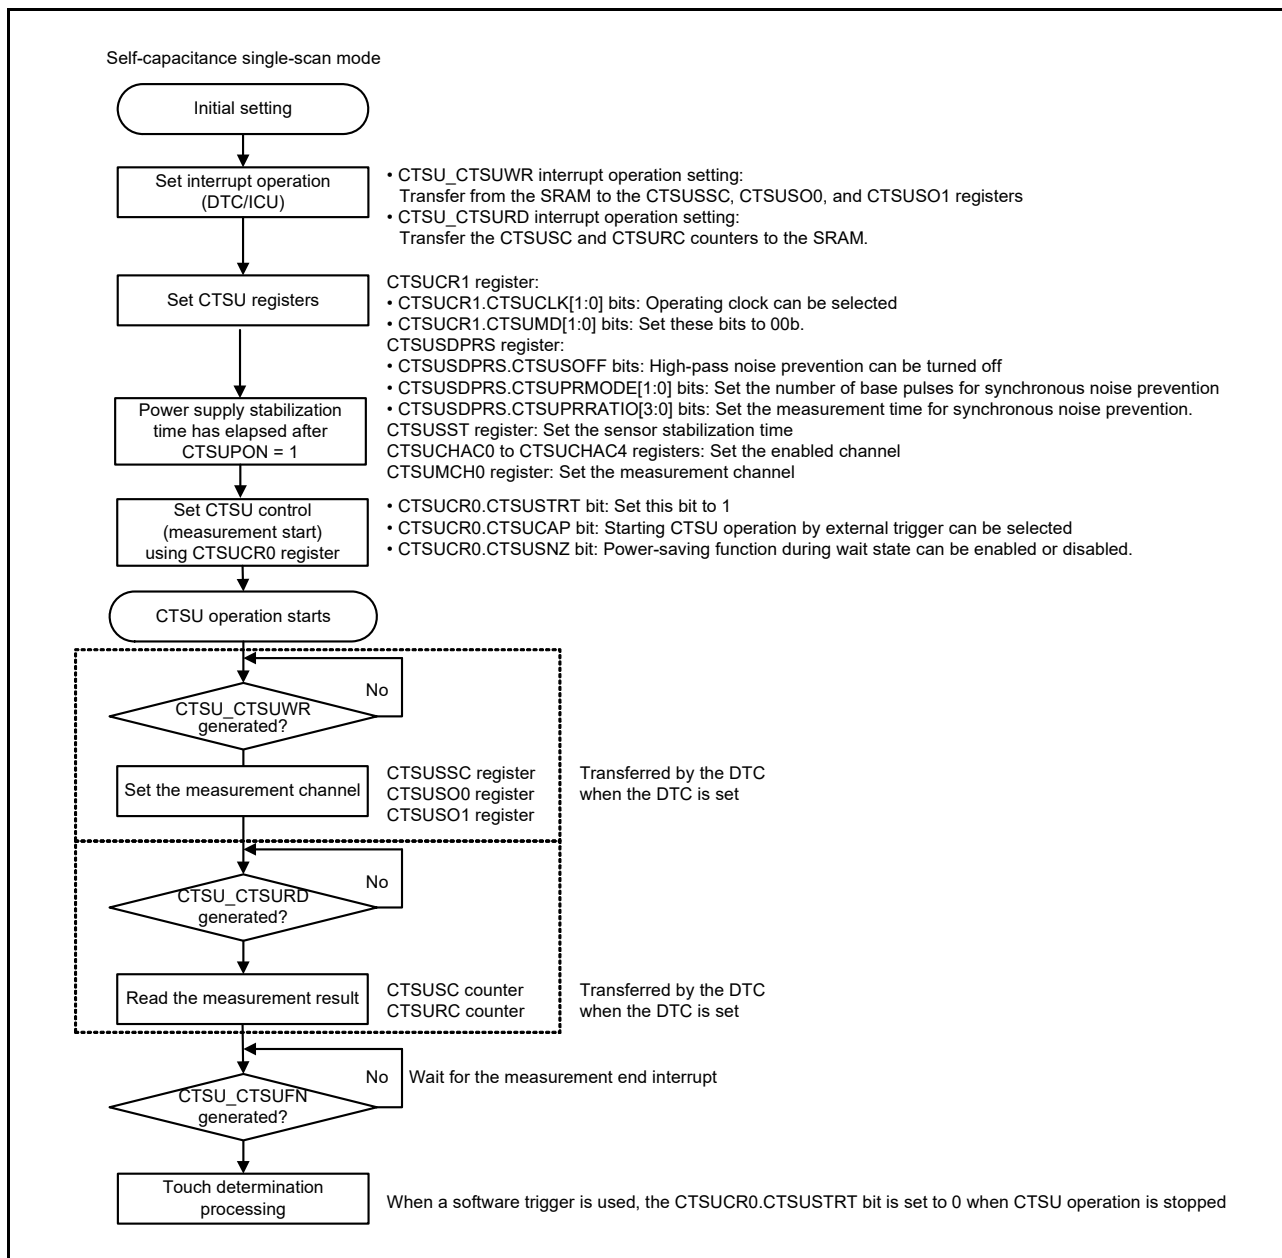 Self-capacitance single-scan mode
Initial setting
Set interrupt operation
(DTC/ICU)
• CTSU_CTSUWR interrupt operation setting:
Transfer from the SRAM to the CTSUSSC, CTSUSO0, and CTSUSO1 registers
• CTSU_CTSURD interrupt operation setting:
Transfer the CTSUSC and CTSURC counters to the SRAM.
Set CTSU registers
CTSUCR1 register:
• CTSUCR1.CTSUCLK[1:0] bits: Operating clock can be selected
• CTSUCR1.CTSUMD[1:0] bits: Set these bits to 00b.
CTSUSDPRS register:
• CTSUSDPRS.CTSUSOFF bits: High-pass noise prevention can be turned off
• CTSUSDPRS.CTSUPRMODE[1:0] bits: Set the number of base pulses for synchronous noise prevention
• CTSUSDPRS.CTSUPRRATIO[3:0] bits: Set the measurement time for synchronous noise prevention.
CTSUSST register: Set the sensor stabilization time
CTSUCHAC0 to CTSUCHAC4 registers: Set the enabled channel
CTSUMCH0 register: Set the measurement channel
Power supply stabilization
time has elapsed after
CTSUPON = 1
Set CTSU control
(measurement start)
using CTSUCR0 register
• CTSUCR0.CTSUSTRT bit: Set this bit to 1
• CTSUCR0.CTSUCAP bit: Starting CTSU operation by external trigger can be selected
• CTSUCR0.CTSUSNZ bit: Power-saving function during wait state can be enabled or disabled.
CTSU operation starts
No
CTSU_CTSUWR
generated?
Set the measurement channel
CTSUSSC register
CTSUSO0 register
CTSUSO1 register
Transferred by the DTC
when the DTC is set
No
CTSU_CTSURD
generated?
Read the measurement result
CTSUSC counter
CTSURC counter
Transferred by the DTC
when the DTC is set
No
Wait for the measurement end interrupt
CTSU_CTSUFN
generated?
Touch determination
processing
When a software trigger is used, the CTSUCR0.CTSUSTRT bit is set to 0 when CTSU operation is stopped